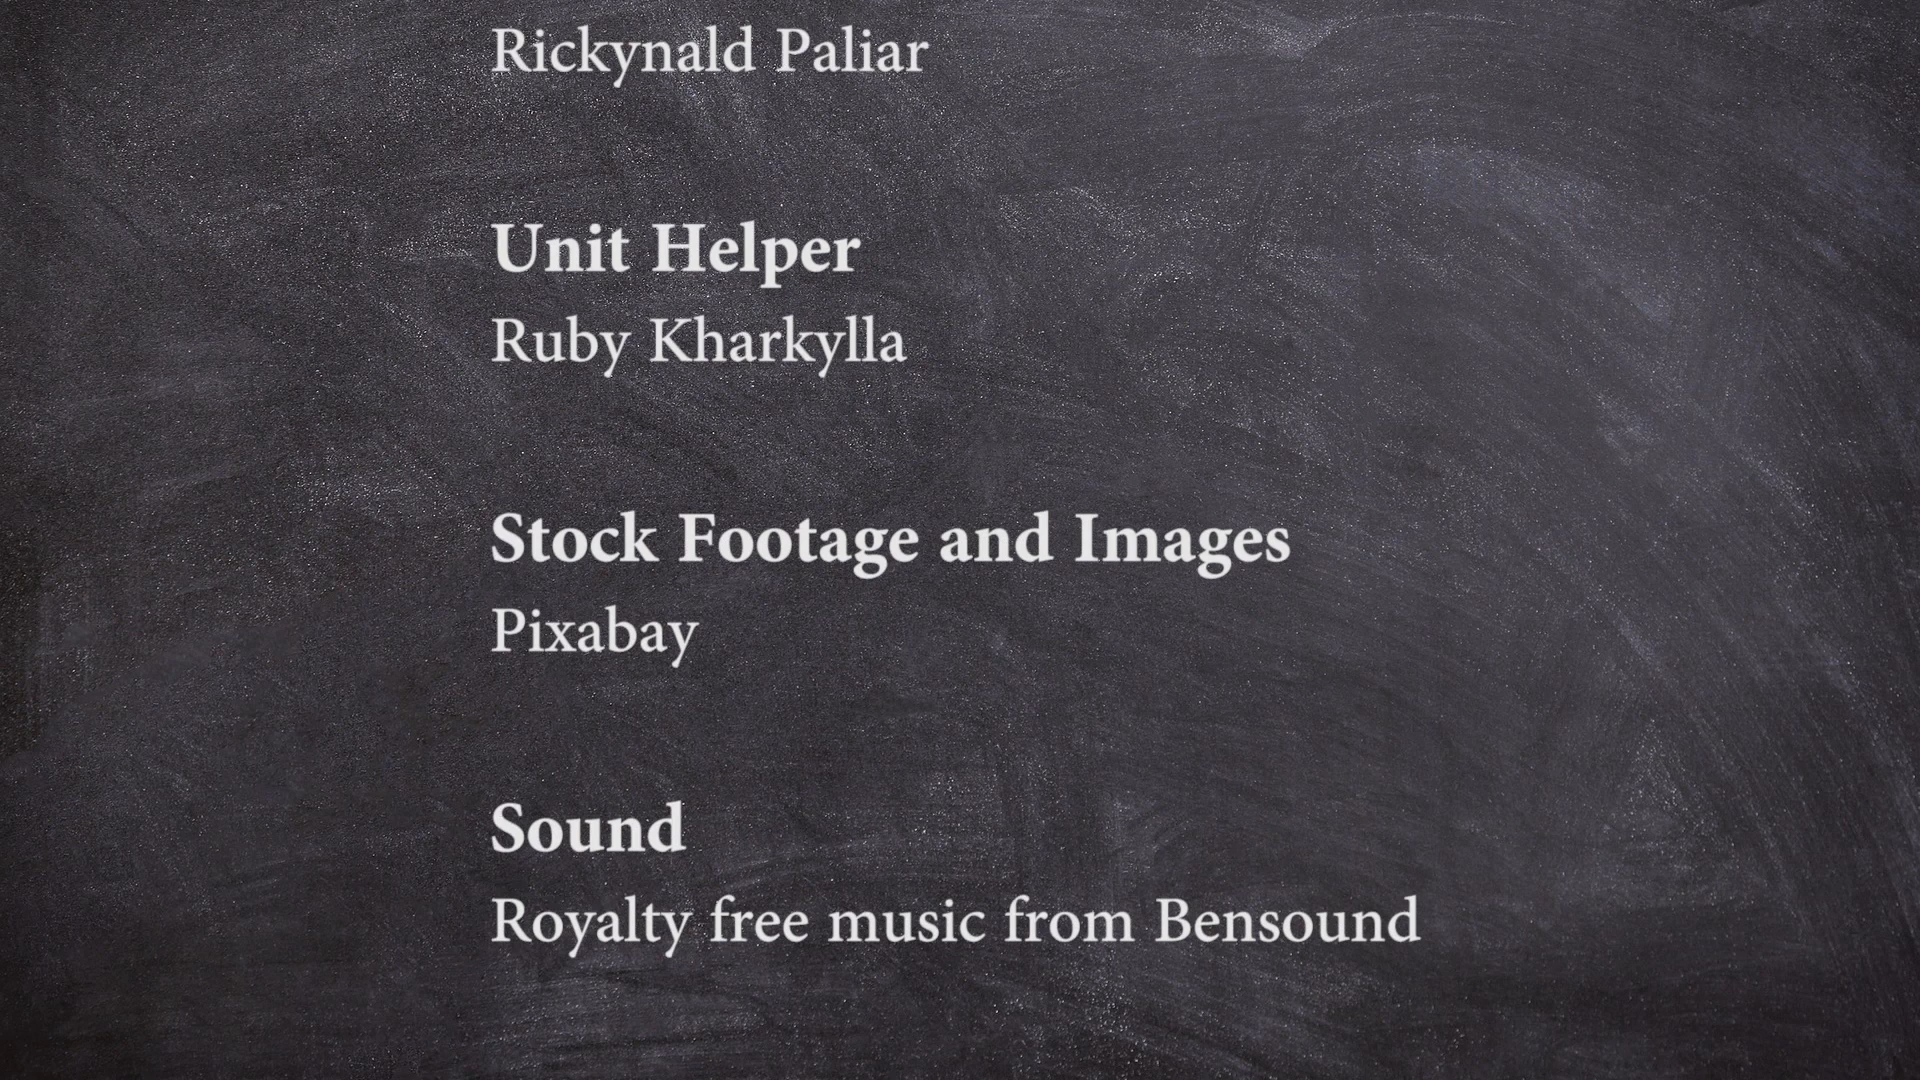 Rickynald Paliar
Unit Helper
Ruby Kharkylla
Stock Footage and Images
Pixabay
Sound
Royalty free music from Bensound